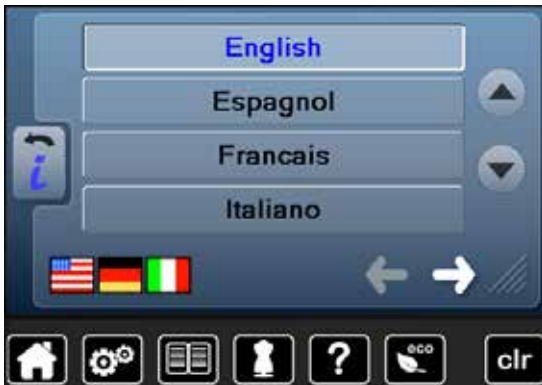 English
Espagnol
Francais
i
Italiano
? eco clr